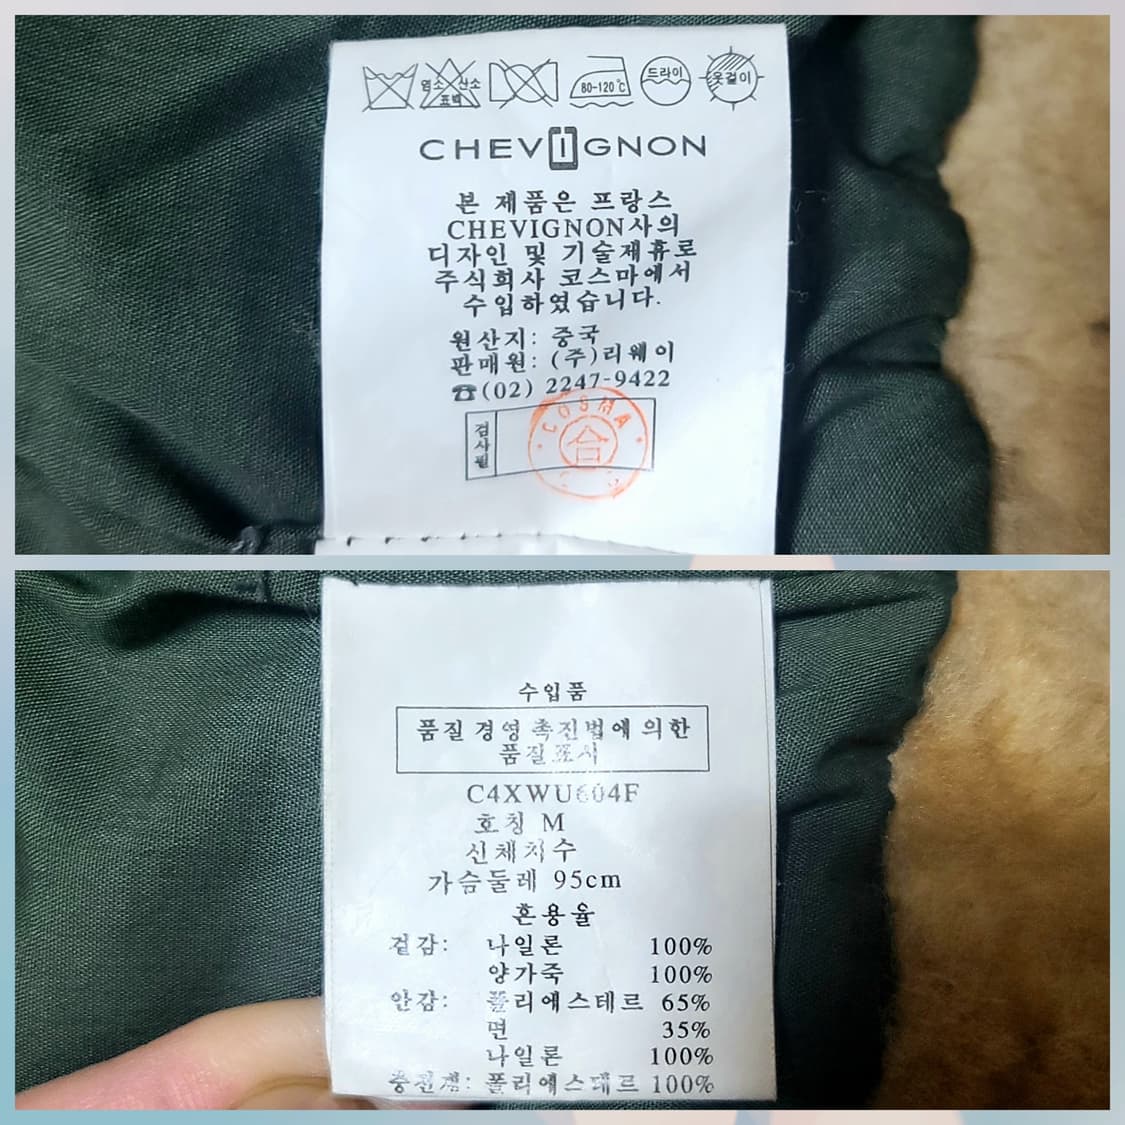 염소 산소
표백
80-120℃
드라이
옷걸이
CHEVIGNON
본 제품은 프랑스
CHEVIGNON사의
디자인 및 기술제휴로
주식회사 코스마에서
수입하였습니다.
원산지: 중국
판매원: (주)리웨이
☎(02) 2247-9422
검사필
COSMA
合
수입품
품질경영촉진법에 의한
품질표시
C4XWU604F
호칭 M
신체치수
가슴둘레 95cm
혼용율
겉감: 나일론 100%
양가죽 100%
안감: 폴리에스테르 65%
면 35%
나일론 100%
충전재: 폴리에스테르 100%